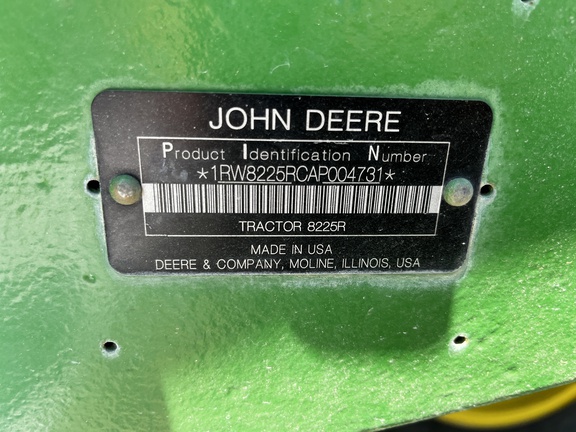 JOHN DEERE
Product Identification Number
*1RW8225RCAP004731*
TRACTOR 8225R
MADE IN USA
DEERE & COMPANY, MOLINE, ILLINOIS, USA